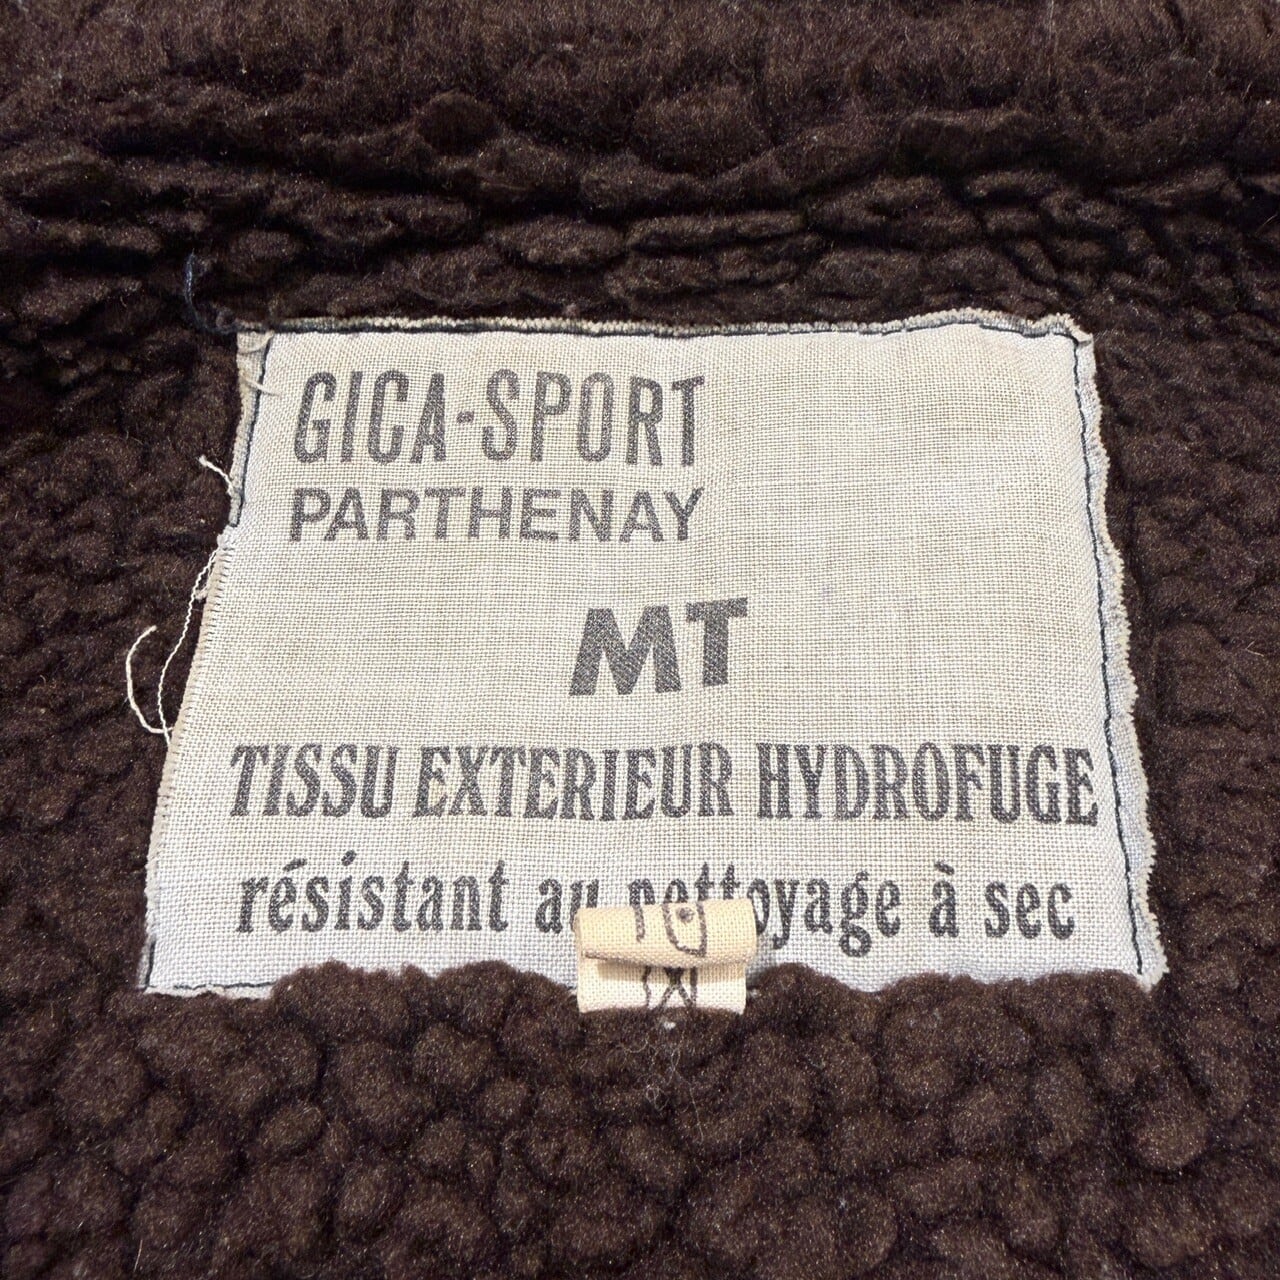 GICA-SPORT
PARTHENAY
MT
TISSU EXTERIEUR HYDROFUGE
résistant au nettoyage à sec